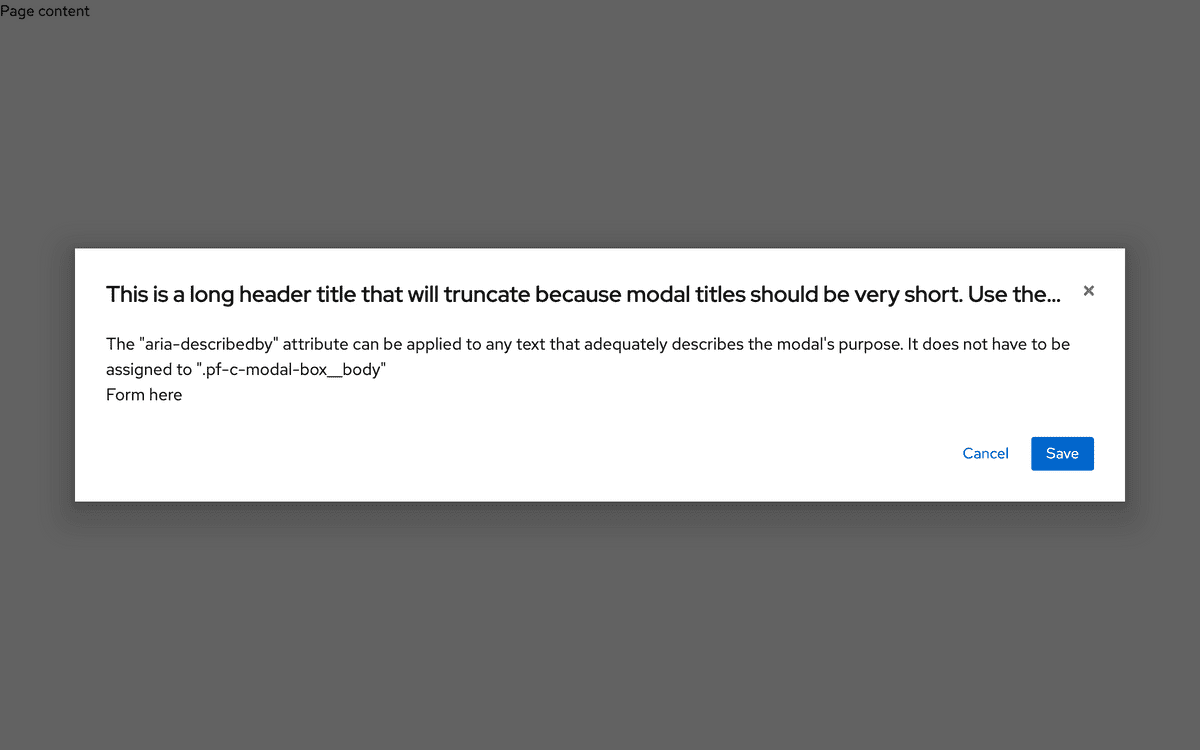 Page content
This is a long header title that will truncate because modal titles should be very short. Use the...
The "aria-describedby" attribute can be applied to any text that adequately describes the modal's purpose. It does not have to be
assigned to ".pf-c-modal-box__body"
Form here
Cancel
Save